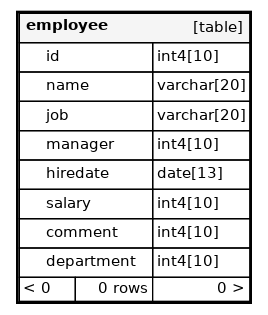 employee [table]
id int4[10]
name varchar[20]
job varchar[20]
manager int4[10]
hiredate date[13]
salary int4[10]
comment int4[10]
department int4[10]
< 0 0 rows 0 >